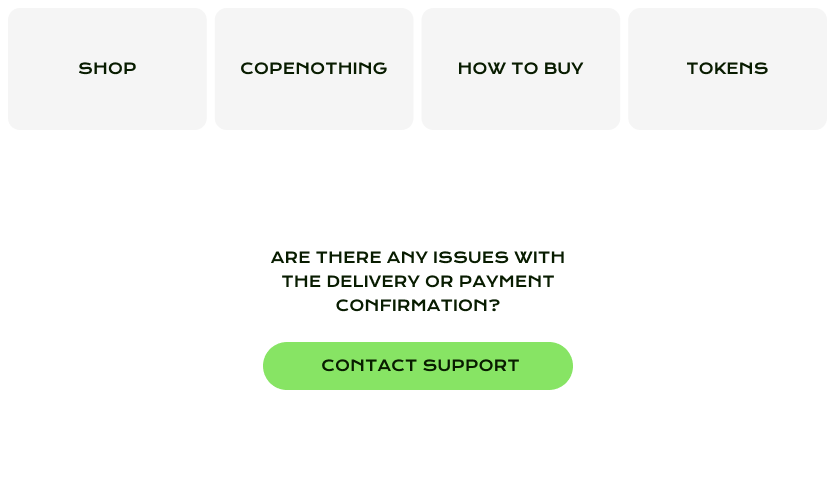 SHOP
COPENOTHING
HOW TO BUY
TOKENS
ARE THERE ANY ISSUES WITH
THE DELIVERY OR PAYMENT
CONFIRMATION?
CONTACT SUPPORT